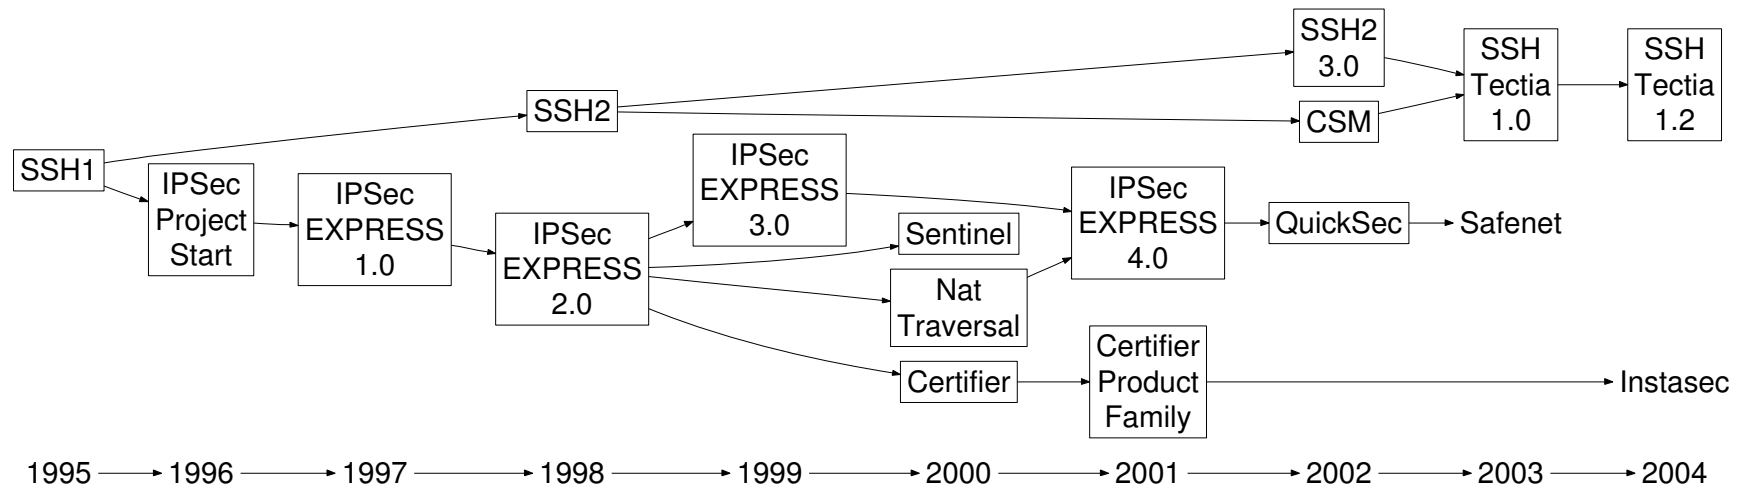 SSH1
IPSec
Project
Start
IPSec
EXPRESS
1.0
SSH2
IPSec
EXPRESS
2.0
IPSec
EXPRESS
3.0
Sentinel
Nat
Traversal
Certifier
IPSec
EXPRESS
4.0
Certifier
Product
Family
SSH2
3.0
CSM
QuickSec
SSH
Tectia
1.0
Safenet
SSH
Tectia
1.2
Instasec
1995 1996 1997 1998 1999 2000 2001 2002 2003 2004